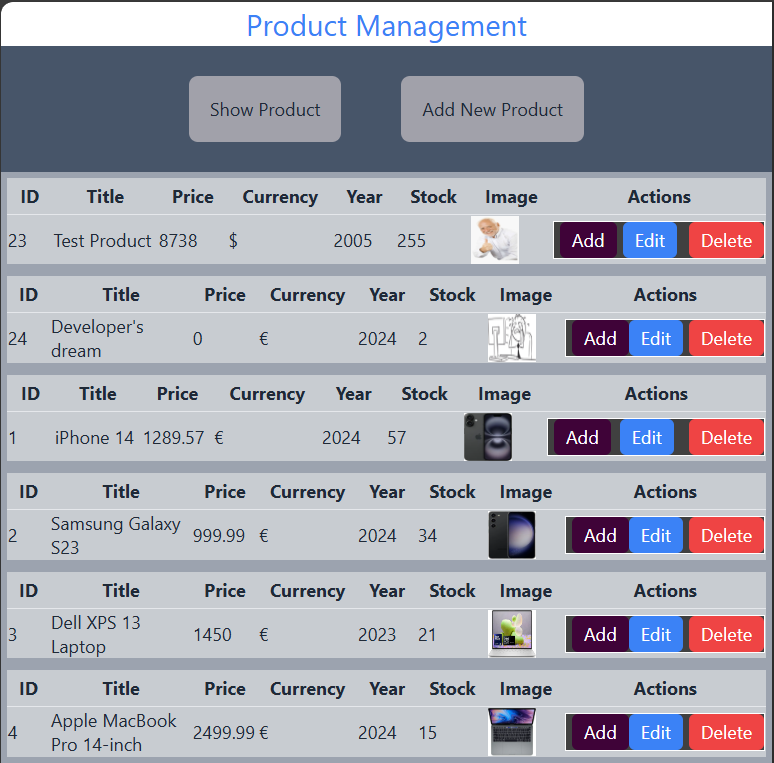 Product Management
Show Product Add New Product
ID Title Price Currency Year Stock Image Actions
23 Test Product 8738 $ 2005 255 Add Edit Delete
ID Title Price Currency Year Stock Image Actions
Developer's
24 0 € 2024 2 Add Edit Delete
dream
ID Title Price Currency Year Stock Image Actions
1 iPhone 14 1289.57 € 2024 57 Add Edit Delete
ID Title Price Currency Year Stock Image Actions
Samsung Galaxy
2 999.99 € 2024 34 Add Edit Delete
S23
ID Title Price Currency Year Stock Image Actions
Dell XPS 13
3 1450 € 2023 21 Add Edit Delete
Laptop
ID Title Price Currency Year Stock Image Actions
Apple MacBook
4 2499.99 € 2024 15 Add Edit Delete
Pro 14-inch